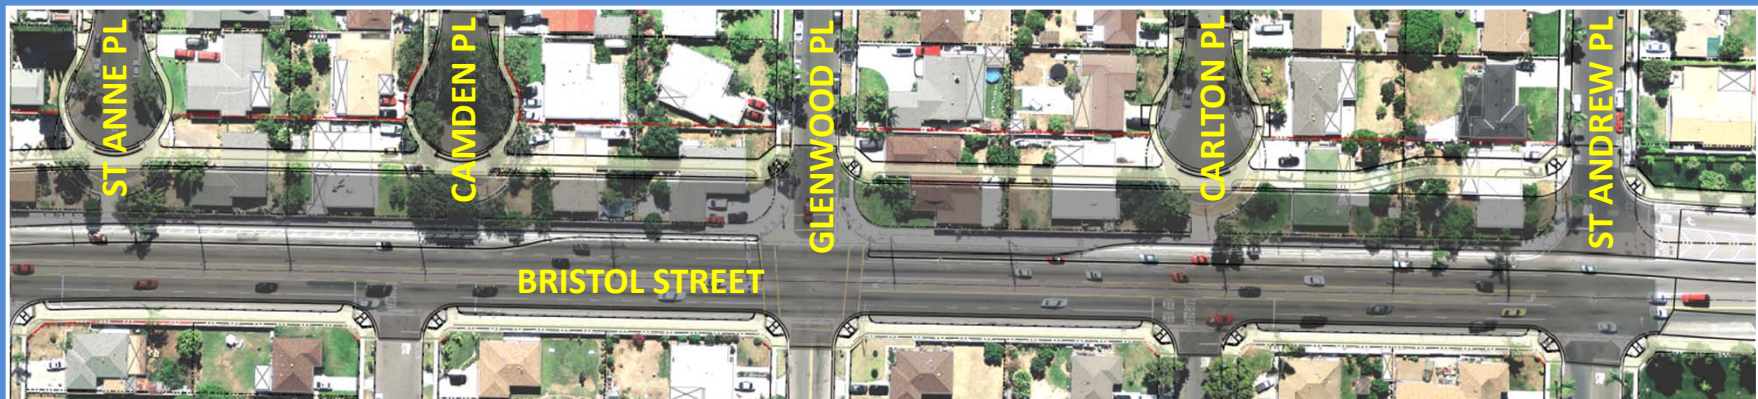 ST ANNE PL
CAMDEN PL
GLENWOOD PL
CARLTON PL
ST ANDREW PL
BRISTOL STREET